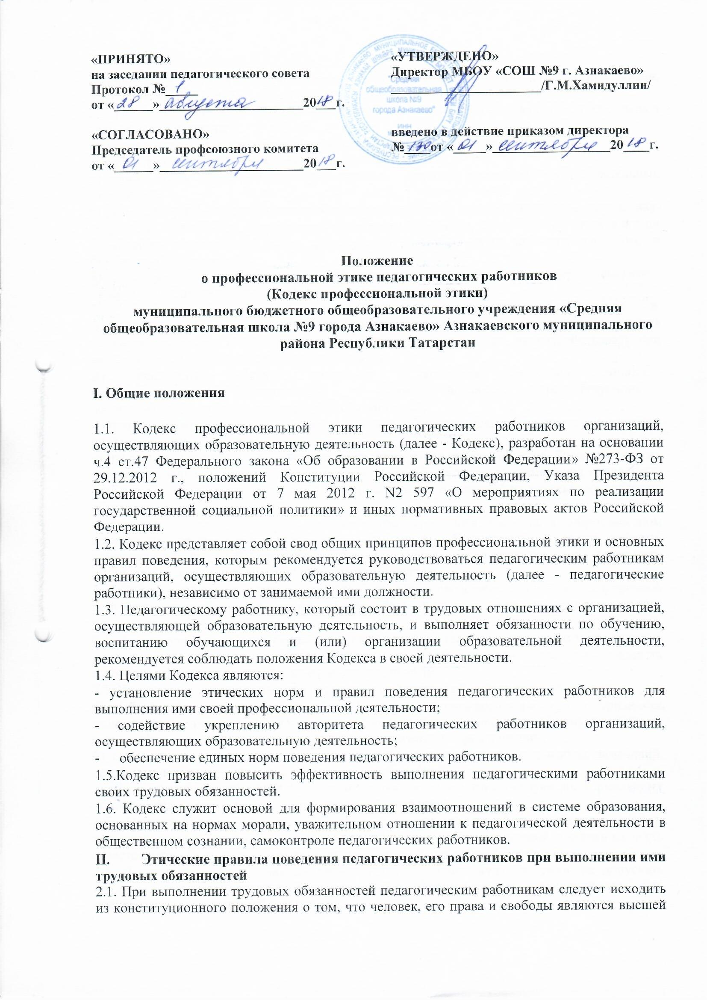 «ПРИНЯТО»
на заседании педагогического совета
Протокол № 1
от «28» августа 2018 г.
«СОГЛАСОВАНО»
Председатель профсоюзного комитета
от «01» сентября 2018 г.
«УТВЕРЖДЕНО»
Директор МБОУ «СОШ №9 г. Азнакаево»
/Г.М.Хамидуллин/
введено в действие приказом директора
№ 130 от «01» сентября 2018 г.
"Средняя
общеобразовательная
школа №9
города Азнакаево"
ИНН
Положение
о профессиональной этике педагогических работников
(Кодекс профессиональной этики)
муниципального бюджетного общеобразовательного учреждения «Средняя
общеобразовательная школа №9 города Азнакаево» Азнакаевского муниципального
района Республики Татарстан
I. Общие положения
1.1. Кодекс профессиональной этики педагогических работников организаций,
осуществляющих образовательную деятельность (далее - Кодекс), разработан на основании
ч.4 ст.47 Федерального закона «Об образовании в Российской Федерации» №273-ФЗ от
29.12.2012 г., положений Конституции Российской Федерации, Указа Президента
Российской Федерации от 7 мая 2012 г. N2 597 «О мероприятиях по реализации
государственной социальной политики» и иных нормативных правовых актов Российской
Федерации.
1.2. Кодекс представляет собой свод общих принципов профессиональной этики и основных
правил поведения, которым рекомендуется руководствоваться педагогическим работникам
организаций, осуществляющих образовательную деятельность (далее - педагогические
работники), независимо от занимаемой ими должности.
1.3. Педагогическому работнику, который состоит в трудовых отношениях с организацией,
осуществляющей образовательную деятельность, и выполняет обязанности по обучению,
воспитанию обучающихся и (или) организации образовательной деятельности,
рекомендуется соблюдать положения Кодекса в своей деятельности.
1.4. Целями Кодекса являются:
- установление этических норм и правил поведения педагогических работников для
выполнения ими своей профессиональной деятельности;
- содействие укреплению авторитета педагогических работников организаций,
осуществляющих образовательную деятельность;
- обеспечение единых норм поведения педагогических работников.
1.5.Кодекс призван повысить эффективность выполнения педагогическими работниками
своих трудовых обязанностей.
1.6. Кодекс служит основой для формирования взаимоотношений в системе образования,
основанных на нормах морали, уважительном отношении к педагогической деятельности в
общественном сознании, самоконтроле педагогических работников.
II. Этические правила поведения педагогических работников при выполнении ими
трудовых обязанностей
2.1. При выполнении трудовых обязанностей педагогическим работникам следует исходить
из конституционного положения о том, что человек, его права и свободы являются высшей